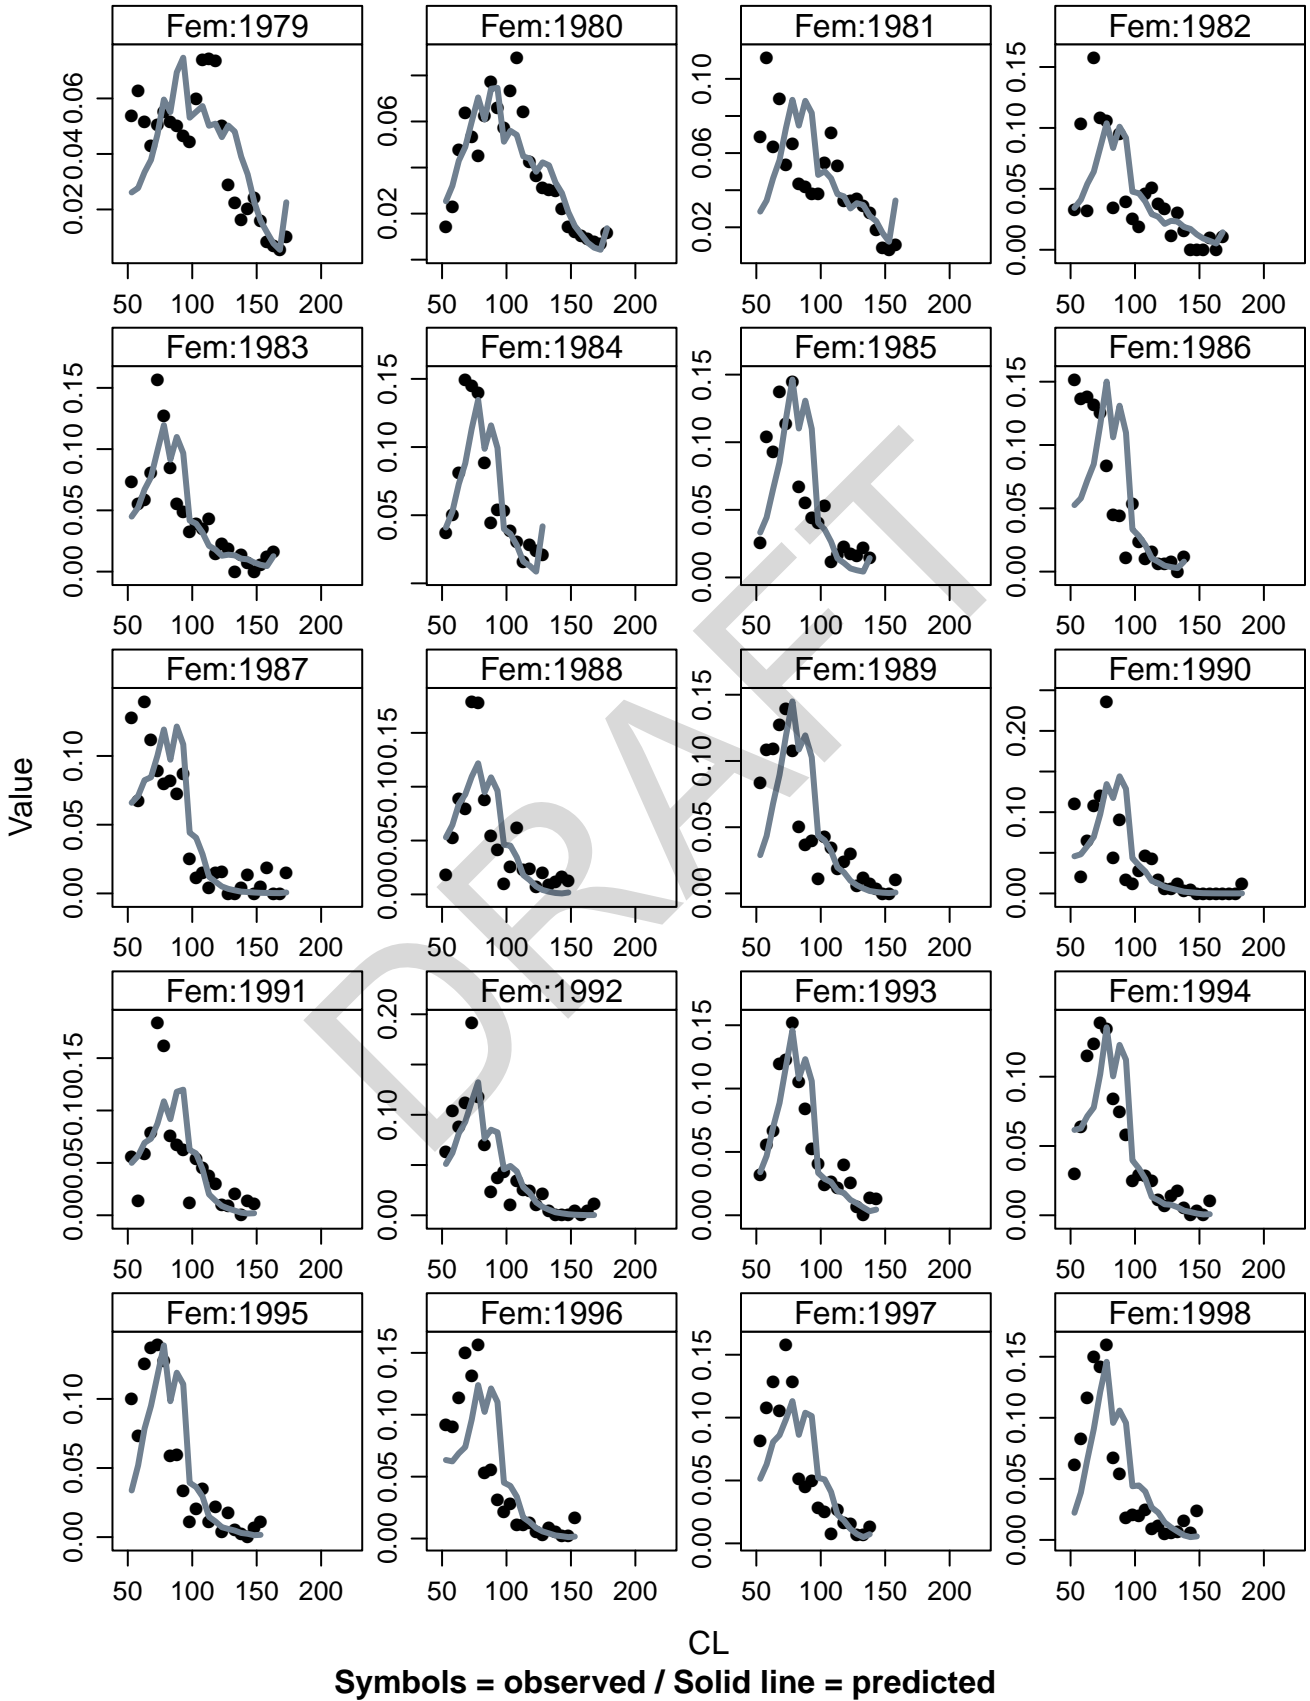 Fem:1979 Fem:1980 Fem:1981 Fem:1982
0.02 0.04 0.06
0.02 0.06
0.02 0.06 0.10
0.00 0.05 0.10 0.15
50 100 150 200 50 100 150 200 50 100 150 200 50 100 150 200
Fem:1983 Fem:1984 Fem:1985 Fem:1986
0.00 0.05 0.10 0.15
0.05 0.10 0.15
0.00 0.05 0.10 0.15
0.00 0.05 0.10 0.15
50 100 150 200 50 100 150 200 50 100 150 200 50 100 150 200
Fem:1987 Fem:1988 Fem:1989 Fem:1990
0.00 0.05 0.10
0.00 0.05 0.10 0.15
0.00 0.05 0.10 0.15
0.00 0.10 0.20
50 100 150 200 50 100 150 200 50 100 150 200 50 100 150 200
Value
DRAFT
Fem:1991 Fem:1992 Fem:1993 Fem:1994
0.00 0.05 0.10 0.15
0.00 0.10 0.20
0.00 0.05 0.10 0.15
0.00 0.05 0.10
50 100 150 200 50 100 150 200 50 100 150 200 50 100 150 200
Fem:1995 Fem:1996 Fem:1997 Fem:1998
0.00 0.05 0.10
0.00 0.05 0.10 0.15
0.00 0.05 0.10 0.15
0.00 0.05 0.10 0.15
50 100 150 200 50 100 150 200 50 100 150 200 50 100 150 200
CL
Symbols = observed / Solid line = predicted